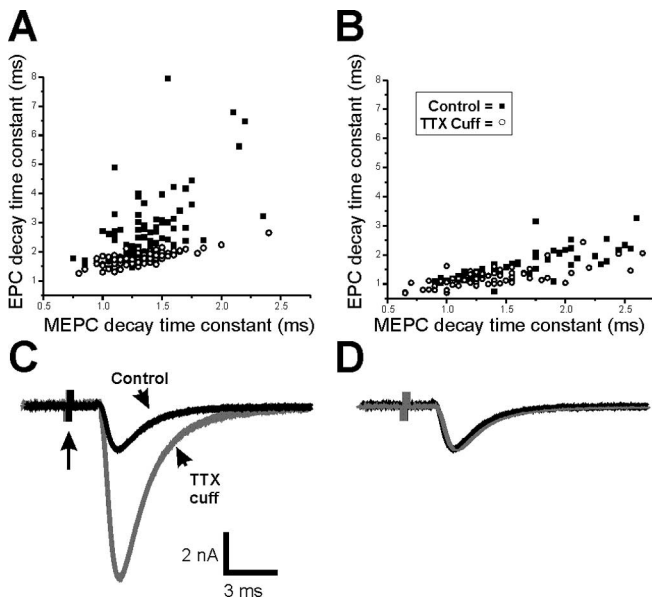 A
B
EPC decay time constant (ms)
8
7
6
5
4
3
2
1
0.5
1.0
1.5
2.0
2.5
MEPC decay time constant (ms)
EPC decay time constant (ms)
8
7
6
5
4
3
2
1
Control =
TTX Cuff =
0.5
1.0
1.5
2.0
2.5
MEPC decay time constant (ms)
C
D
Control
TTX
cuff
2 nA
3 ms